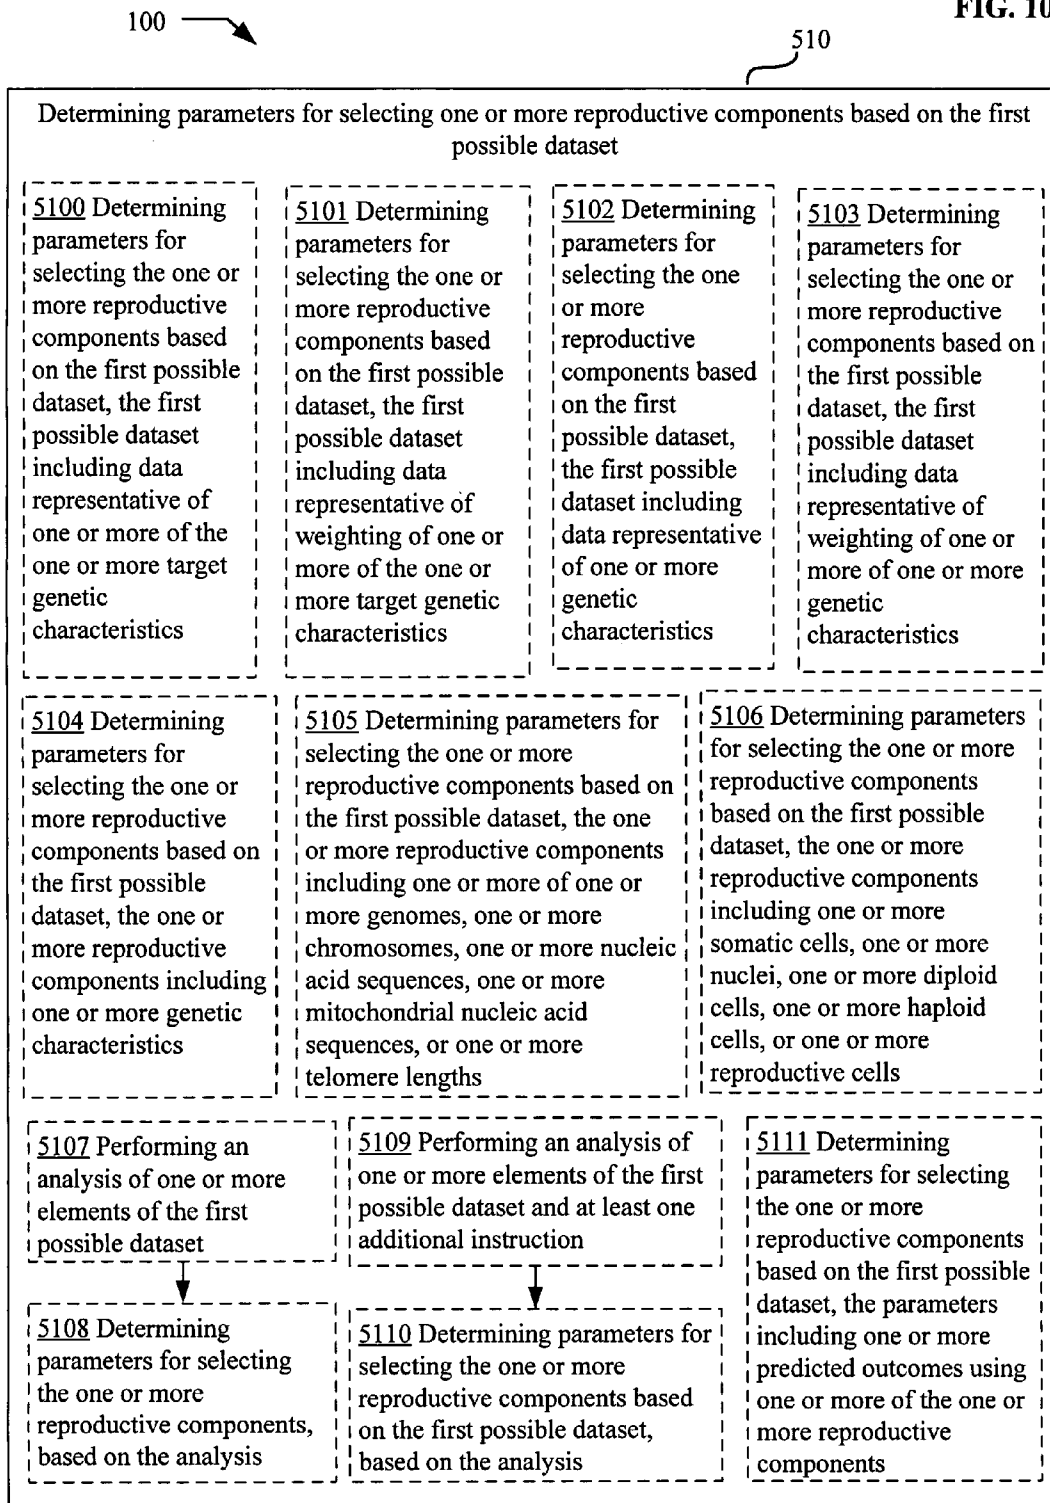 FIG. 10
100
510
Determining parameters for selecting one or more reproductive components based on the first
possible dataset
5100 Determining
parameters for
selecting the one or
more reproductive
components based
on the first possible
dataset, the first
possible dataset
including data
representative of
one or more of the
one or more target
genetic
characteristics
5101 Determining
parameters for
selecting the one or
more reproductive
components based
on the first possible
dataset, the first
possible dataset
including data
representative of
weighting of one or
more of the one or
more target genetic
characteristics
5102 Determining
parameters for
selecting the one
or more
reproductive
components based
on the first
possible dataset,
the first possible
dataset including
data representative
of one or more
genetic
characteristics
5103 Determining
parameters for
selecting the one or
more reproductive
components based on
the first possible
dataset, the first
possible dataset
including data
representative of
weighting of one or
more of one or more
genetic
characteristics
5104 Determining
parameters for
selecting the one or
more reproductive
components based on
the first possible
dataset, the one or
more reproductive
components including
one or more genetic
characteristics
5105 Determining parameters for
selecting the one or more
reproductive components based on
the first possible dataset, the one
or more reproductive components
including one or more of one or
more genomes, one or more
chromosomes, one or more nucleic
acid sequences, one or more
mitochondrial nucleic acid
sequences, or one or more
telomere lengths
5106 Determining parameters
for selecting the one or more
reproductive components
based on the first possible
dataset, the one or more
reproductive components
including one or more
somatic cells, one or more
nuclei, one or more diploid
cells, one or more haploid
cells, or one or more
reproductive cells
5107 Performing an
analysis of one or more
elements of the first
possible dataset
5108 Determining
parameters for selecting
the one or more
reproductive components,
based on the analysis
5109 Performing an analysis of
one or more elements of the first
possible dataset and at least one
additional instruction
5110 Determining parameters for
selecting the one or more
reproductive components based
on the first possible dataset,
based on the analysis
5111 Determining
parameters for selecting
the one or more
reproductive components
based on the first possible
dataset, the parameters
including one or more
predicted outcomes using
one or more of the one or
more reproductive
components